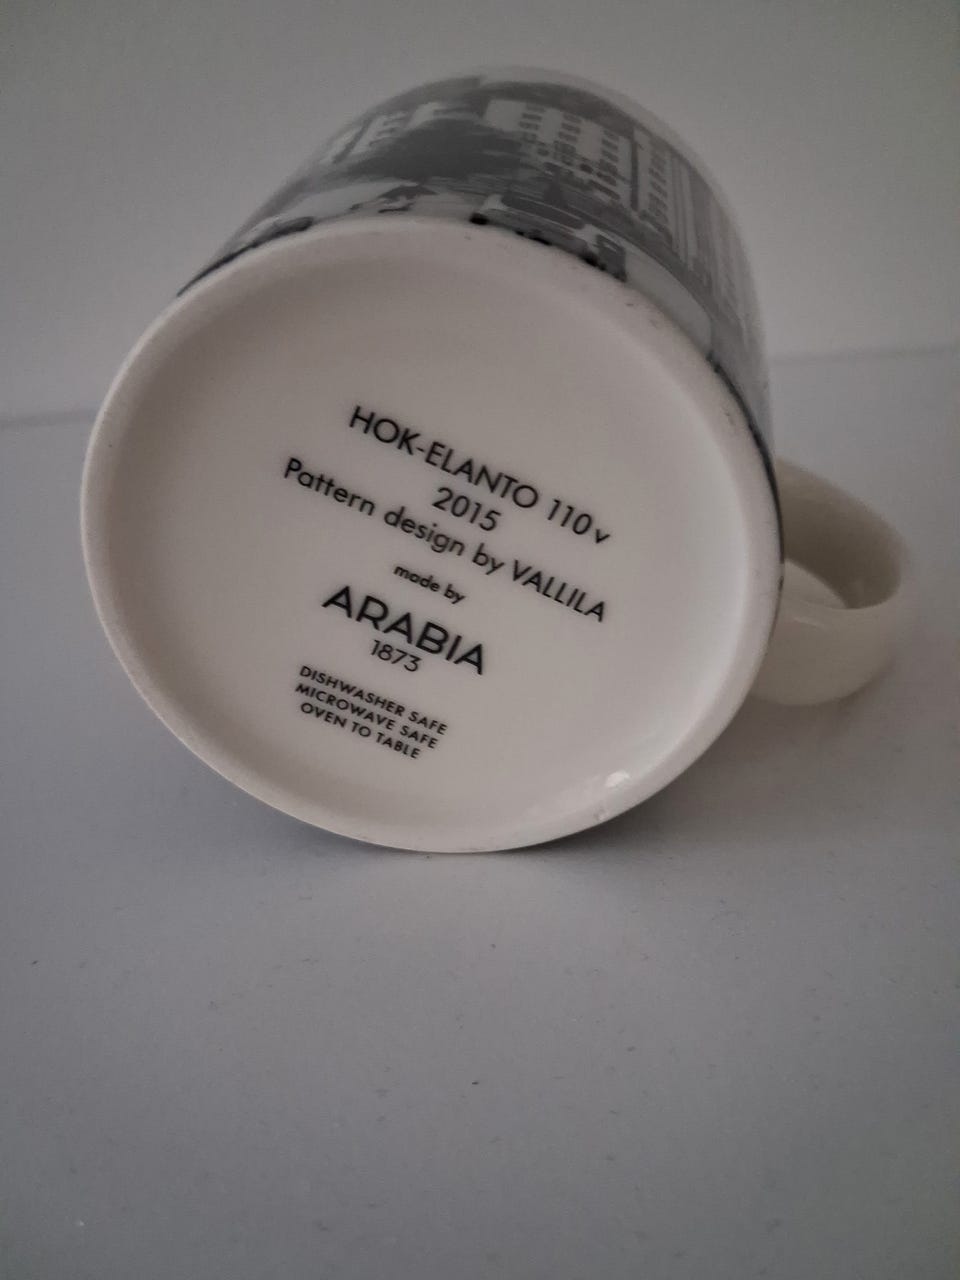 HOK-ELANTO 110 v
2015
Pattern design by VALLILA
made by
ARABIA
1873
DISHWASHER SAFE
MICROWAVE SAFE
OVEN TO TABLE